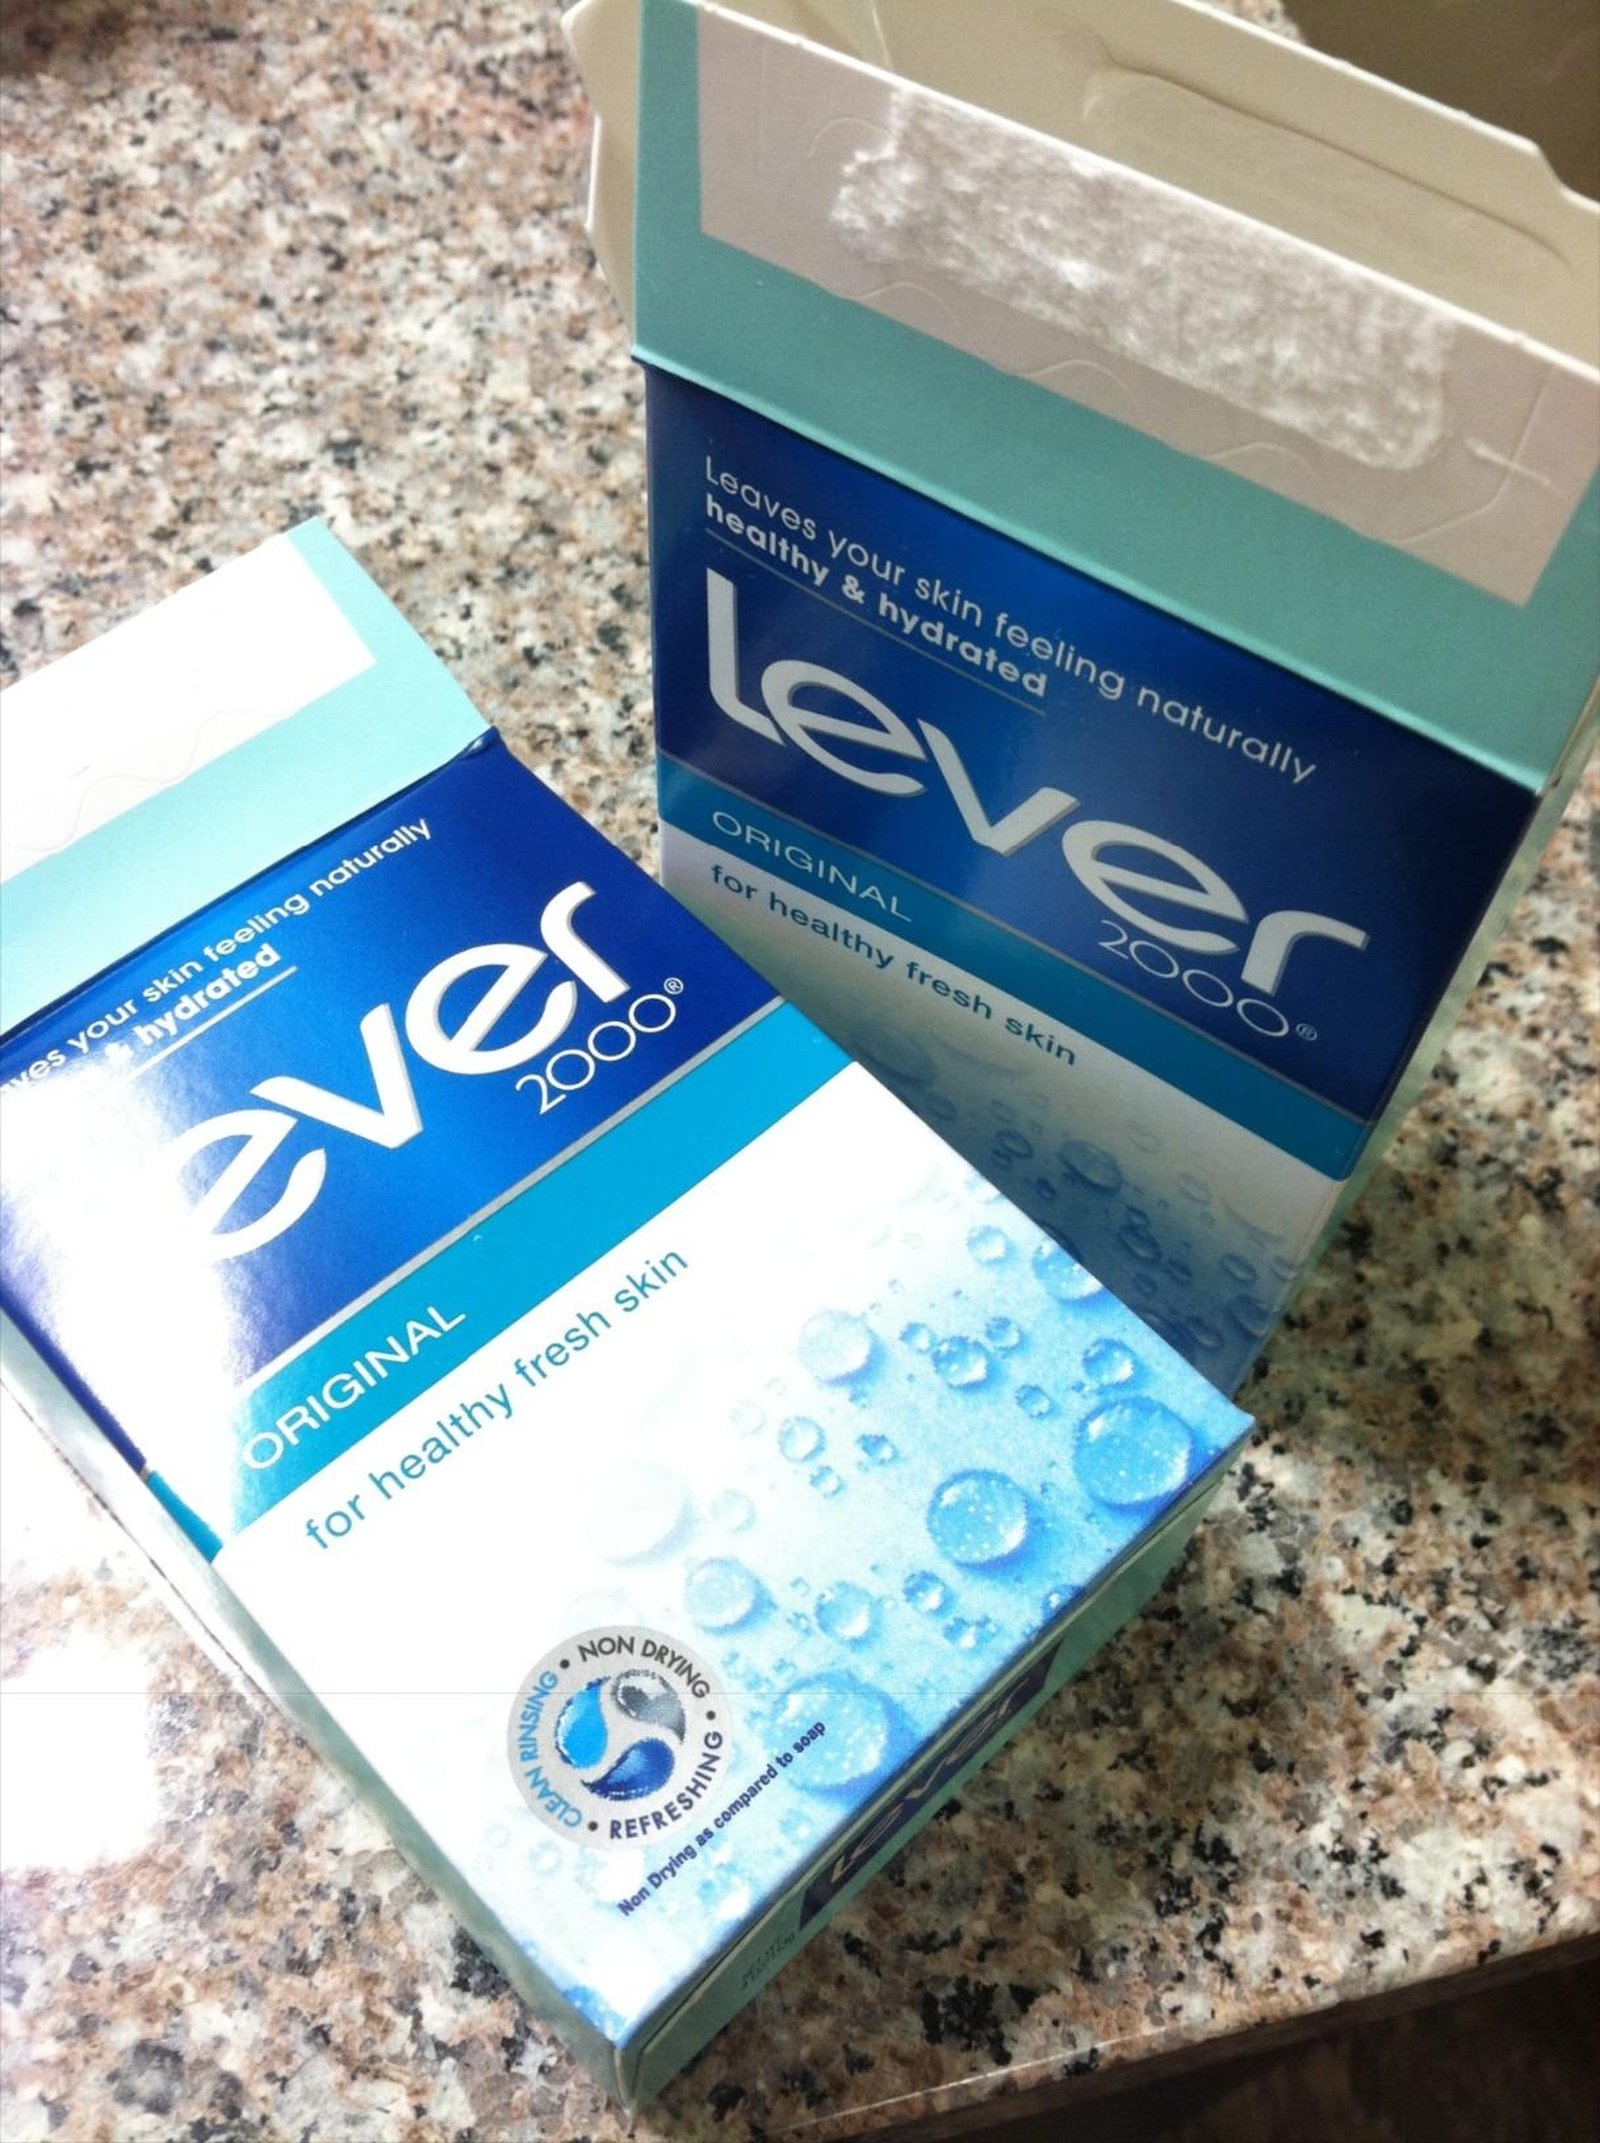 Leaves your skin feeling naturally
healthy & hydrated
Lever
2000®
ORIGINAL
for healthy fresh skin
your skin feeling naturally
& hydrated
ever
2000®
ORIGINAL
for healthy fresh skin
CLEAN RINSING • NON DRYING • REFRESHING •
Non Drying as compared to soap
Lever